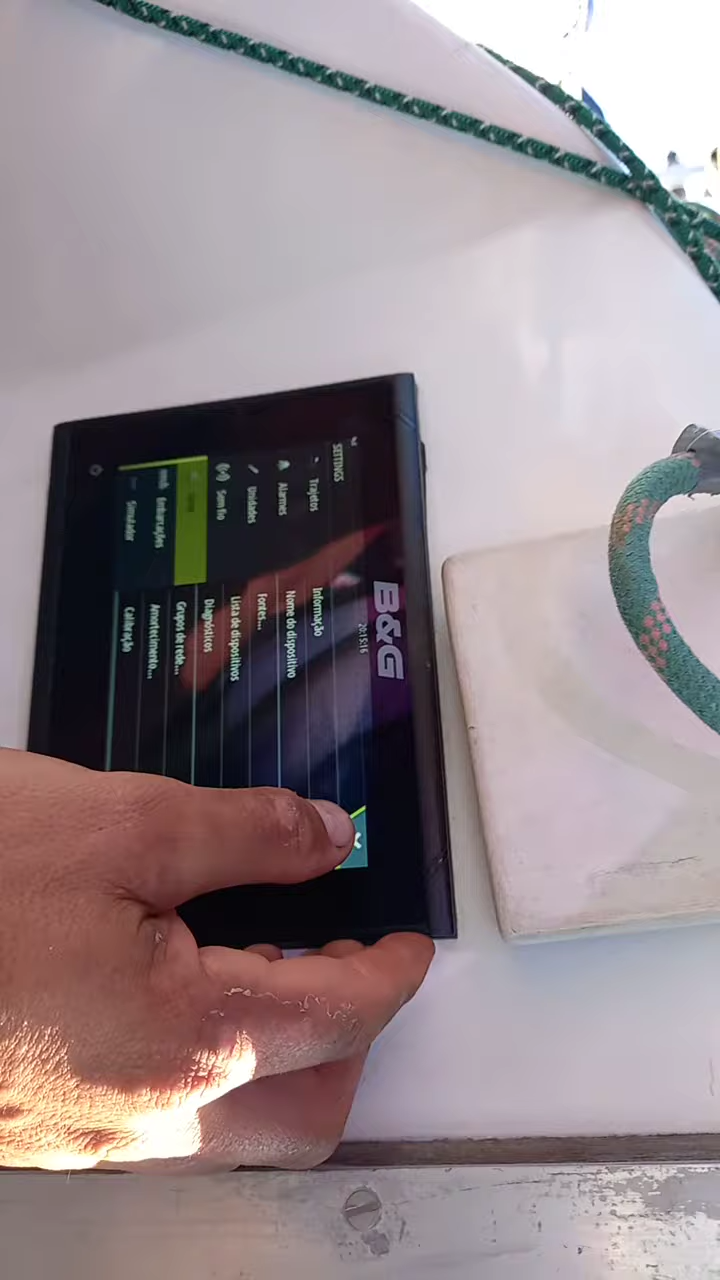 B&G
20:15:16
SETTINGS
Trajetos
Alarmes
Unidades
Sem fio
Embarcações
Simulador
Informação
Nome do dispositivo
Fontes...
Lista de dispositivos
Diagnósticos
Grupos de rede...
Amortecimento...
Calibração